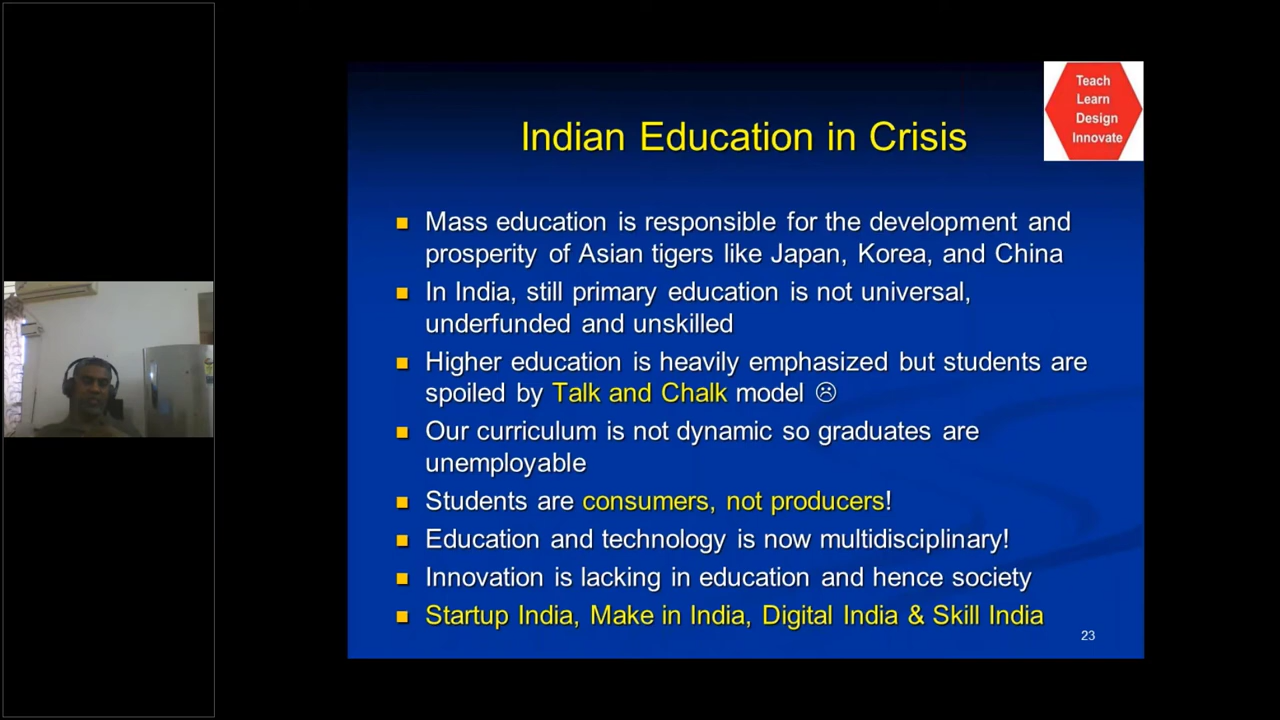 Teach
Learn
Design
Innovate
Indian Education in Crisis
Mass education is responsible for the development and
prosperity of Asian tigers like Japan, Korea, and China
In India, still primary education is not universal,
underfunded and unskilled
Higher education is heavily emphasized but students are
spoiled by Talk and Chalk model ☹
Our curriculum is not dynamic so graduates are
unemployable
Students are consumers, not producers!
Education and technology is now multidisciplinary!
Innovation is lacking in education and hence society
Startup India, Make in India, Digital India & Skill India
23